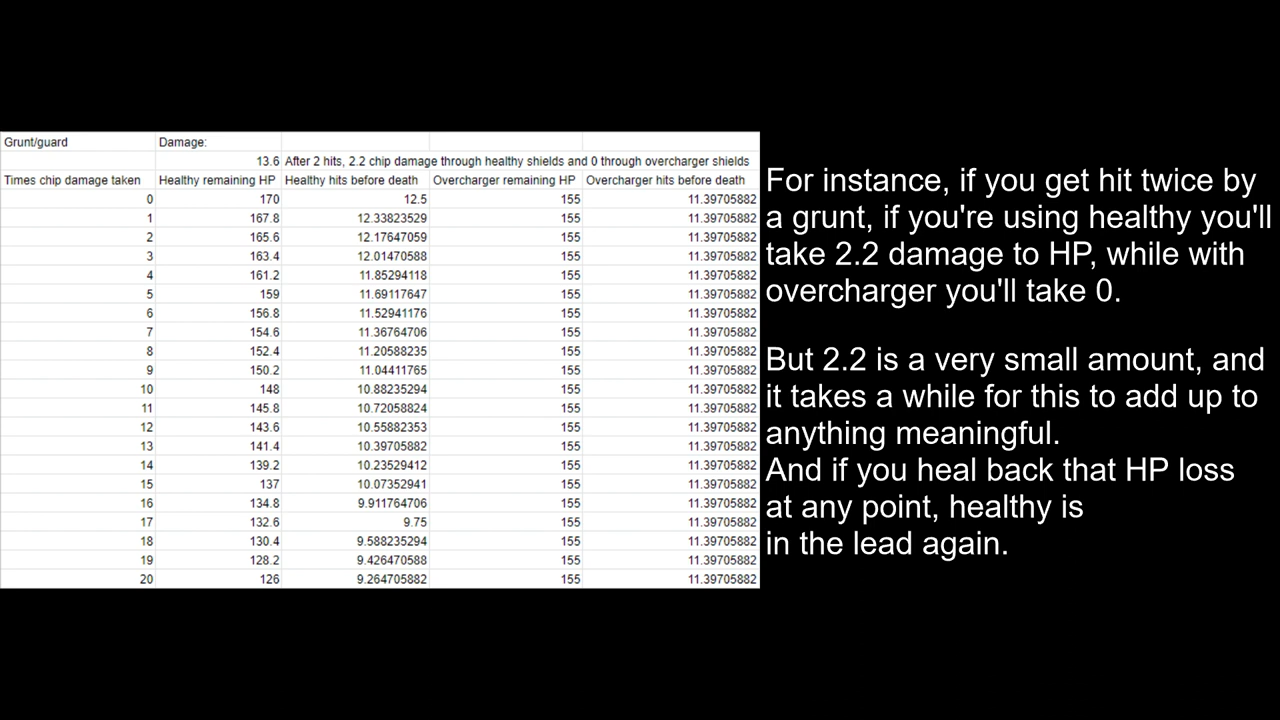 Grunt/guard Damage:
13.6 After 2 hits, 2.2 chip damage through healthy shields and 0 through overcharger shields
Times chip damage taken Healthy remaining HP Healthy hits before death Overcharger remaining HP Overcharger hits before death
0 170 12.5 155 11.39705882
1 167.8 12.33823529 155 11.39705882
2 165.6 12.17647059 155 11.39705882
3 163.4 12.01470588 155 11.39705882
4 161.2 11.85294118 155 11.39705882
5 159 11.69117647 155 11.39705882
6 156.8 11.52941176 155 11.39705882
7 154.6 11.36764706 155 11.39705882
8 152.4 11.20588235 155 11.39705882
9 150.2 11.04411765 155 11.39705882
10 148 10.88235294 155 11.39705882
11 145.8 10.72058824 155 11.39705882
12 143.6 10.55882353 155 11.39705882
13 141.4 10.39705882 155 11.39705882
14 139.2 10.23529412 155 11.39705882
15 137 10.07352941 155 11.39705882
16 134.8 9.911764706 155 11.39705882
17 132.6 9.75 155 11.39705882
18 130.4 9.588235294 155 11.39705882
19 128.2 9.426470588 155 11.39705882
20 126 9.264705882 155 11.39705882
For instance, if you get hit twice by
a grunt, if you're using healthy you'll
take 2.2 damage to HP, while with
overcharger you'll take 0.
But 2.2 is a very small amount, and
it takes a while for this to add up to
anything meaningful.
And if you heal back that HP loss
at any point, healthy is
in the lead again.